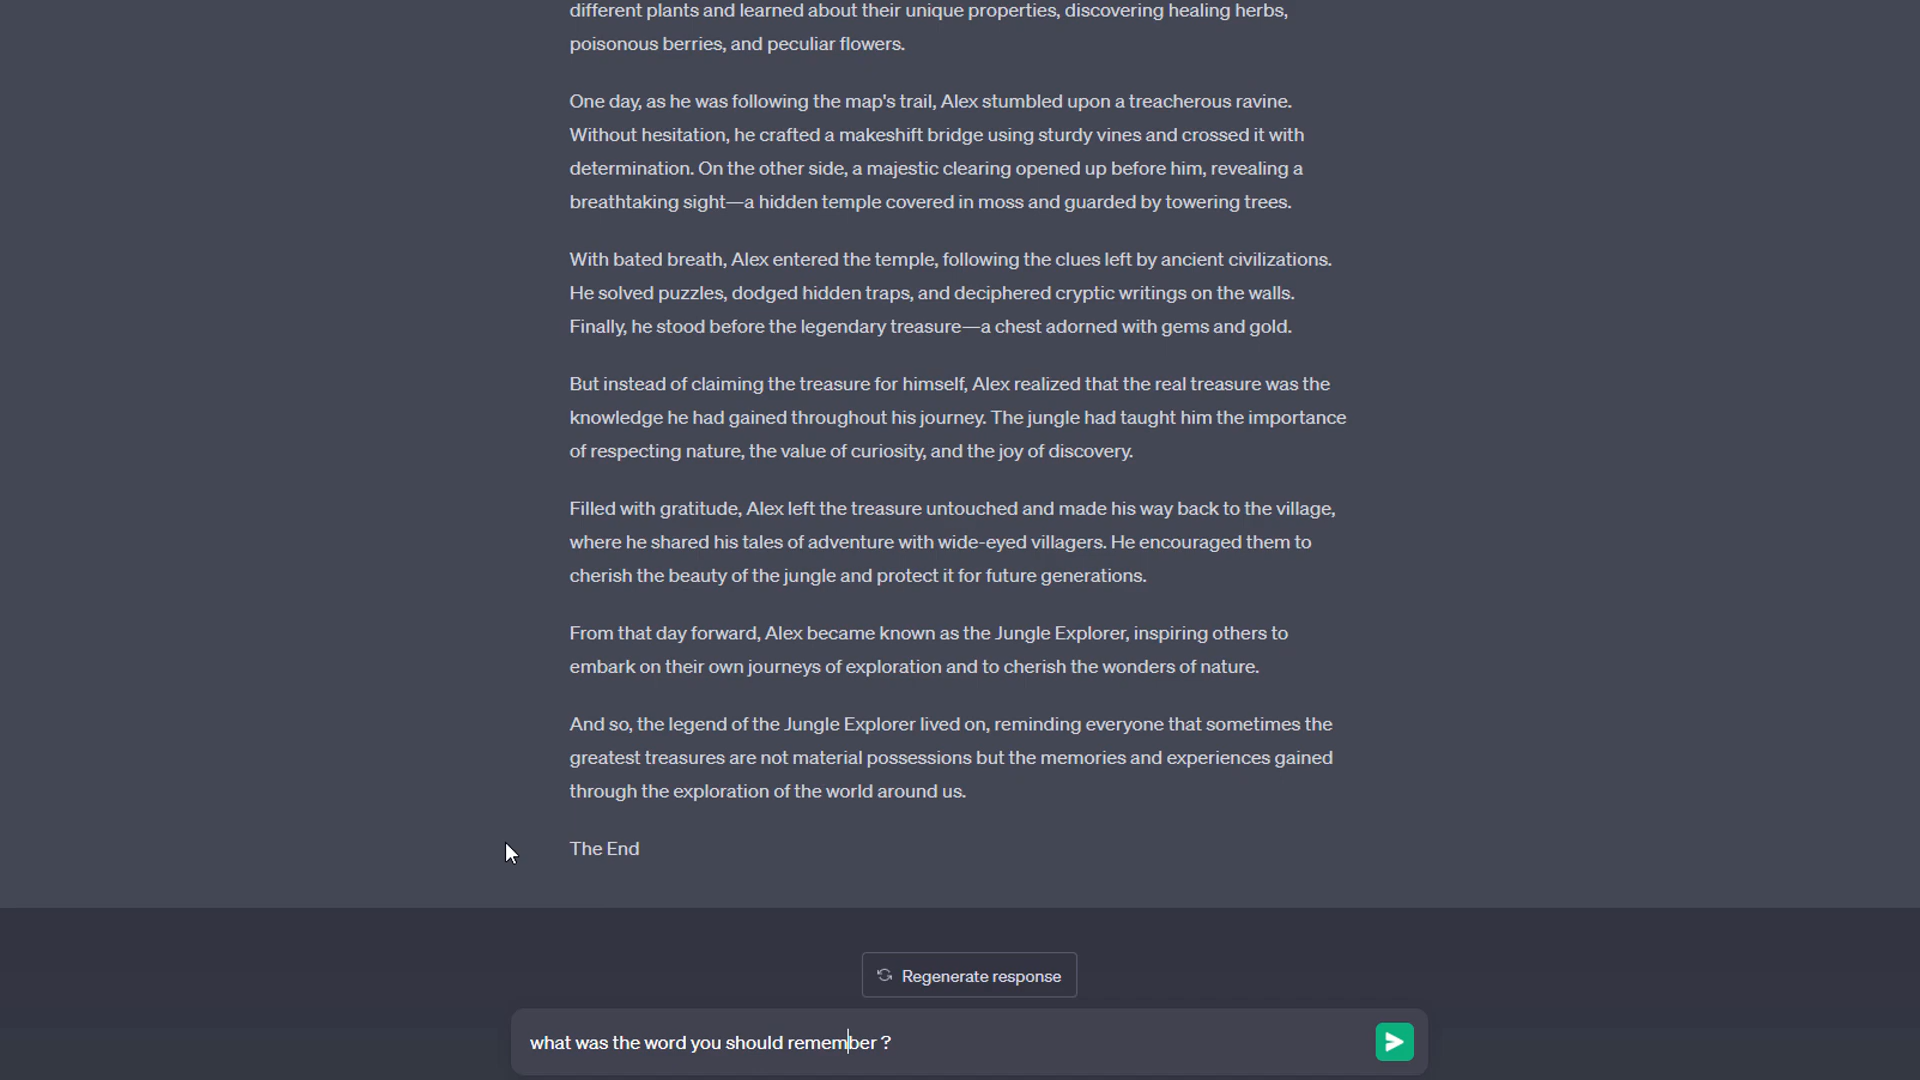 different plants and learned about their unique properties, discovering healing herbs,
poisonous berries, and peculiar flowers.
One day, as he was following the map's trail, Alex stumbled upon a treacherous ravine.
Without hesitation, he crafted a makeshift bridge using sturdy vines and crossed it with
determination. On the other side, a majestic clearing opened up before him, revealing a
breathtaking sight—a hidden temple covered in moss and guarded by towering trees.
With bated breath, Alex entered the temple, following the clues left by ancient civilizations.
He solved puzzles, dodged hidden traps, and deciphered cryptic writings on the walls.
Finally, he stood before the legendary treasure—a chest adorned with gems and gold.
But instead of claiming the treasure for himself, Alex realized that the real treasure was the
knowledge he had gained throughout his journey. The jungle had taught him the importance
of respecting nature, the value of curiosity, and the joy of discovery.
Filled with gratitude, Alex left the treasure untouched and made his way back to the village,
where he shared his tales of adventure with wide-eyed villagers. He encouraged them to
cherish the beauty of the jungle and protect it for future generations.
From that day forward, Alex became known as the Jungle Explorer, inspiring others to
embark on their own journeys of exploration and to cherish the wonders of nature.
And so, the legend of the Jungle Explorer lived on, reminding everyone that sometimes the
greatest treasures are not material possessions but the memories and experiences gained
through the exploration of the world around us.
The End
Regenerate response
what was the word you should remember ?